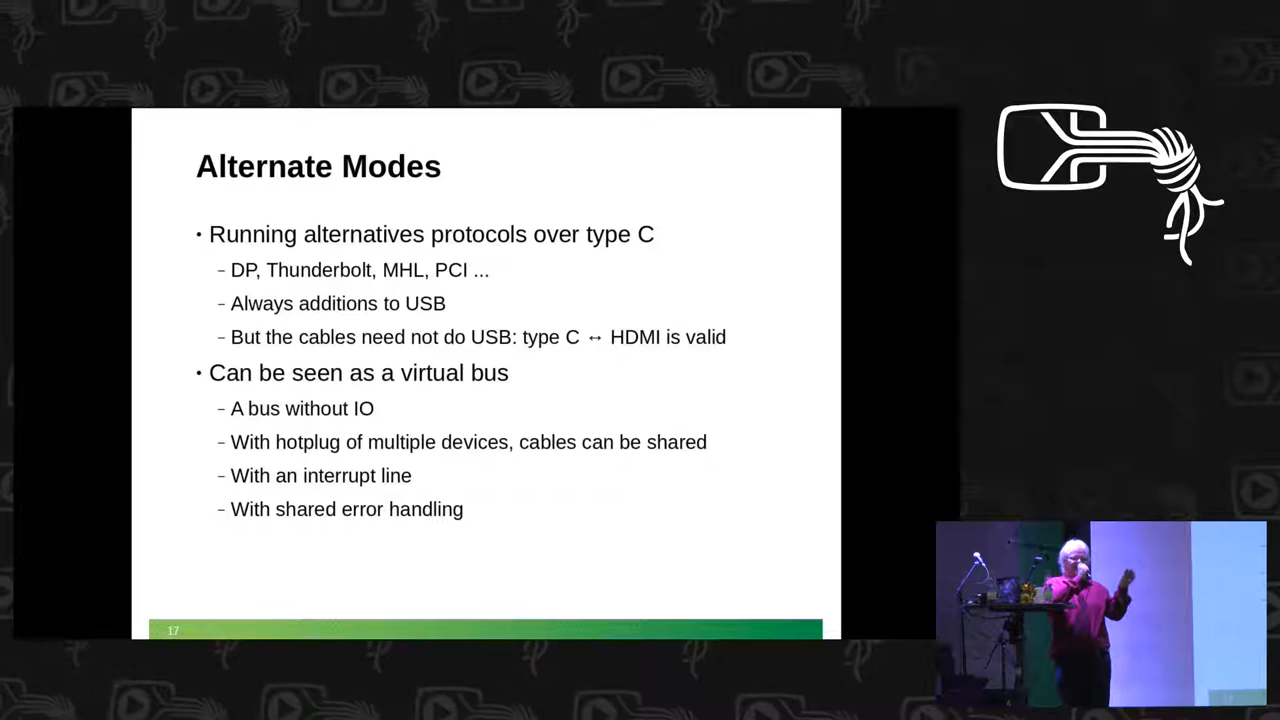 Alternate Modes
• Running alternatives protocols over type C
– DP, Thunderbolt, MHL, PCI ...
– Always additions to USB
– But the cables need not do USB: type C ↔ HDMI is valid
• Can be seen as a virtual bus
– A bus without IO
– With hotplug of multiple devices, cables can be shared
– With an interrupt line
– With shared error handling
17